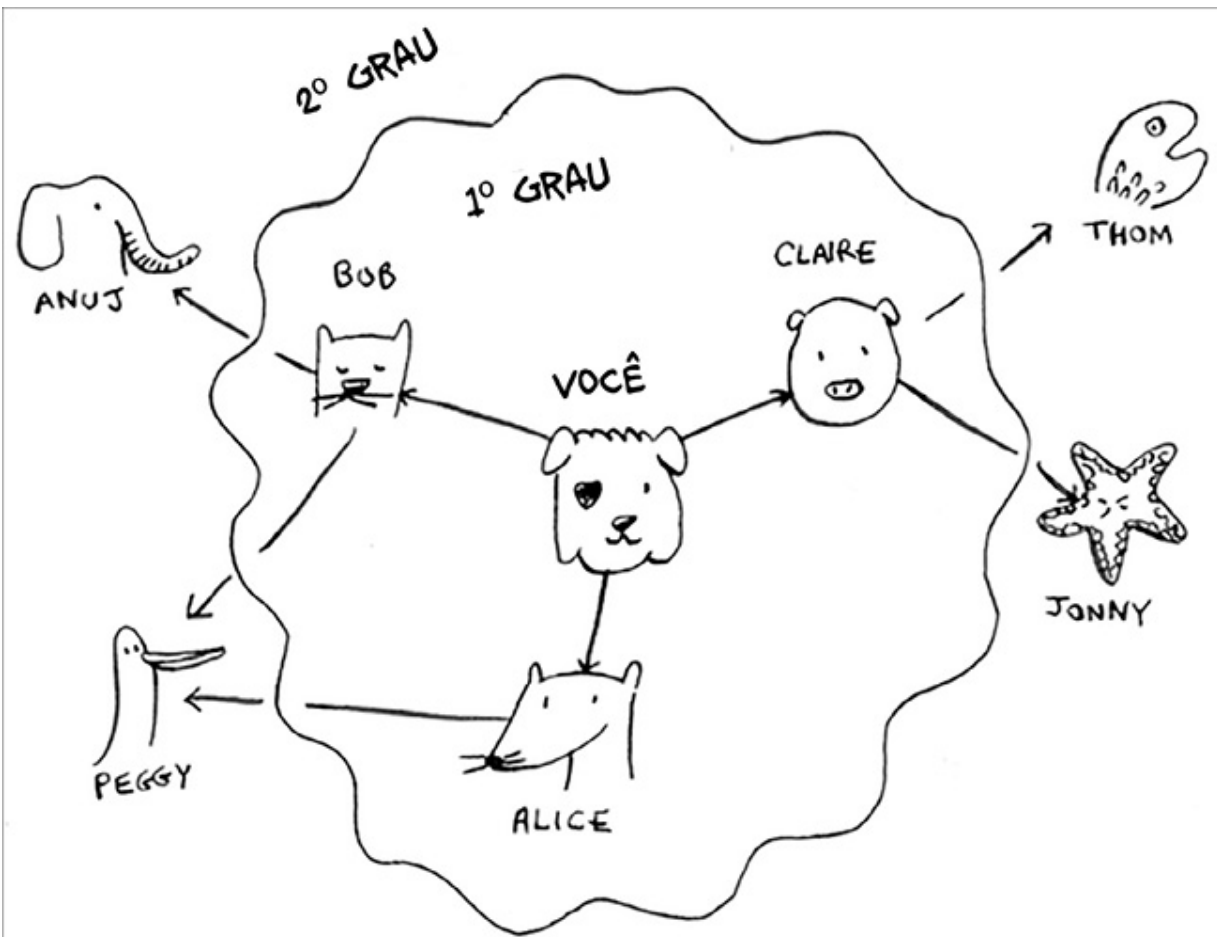 2º GRAU
1º GRAU
THOM
CLAIRE
BOB
ANUJ
VOCÊ
JONNY
PEGGY
ALICE